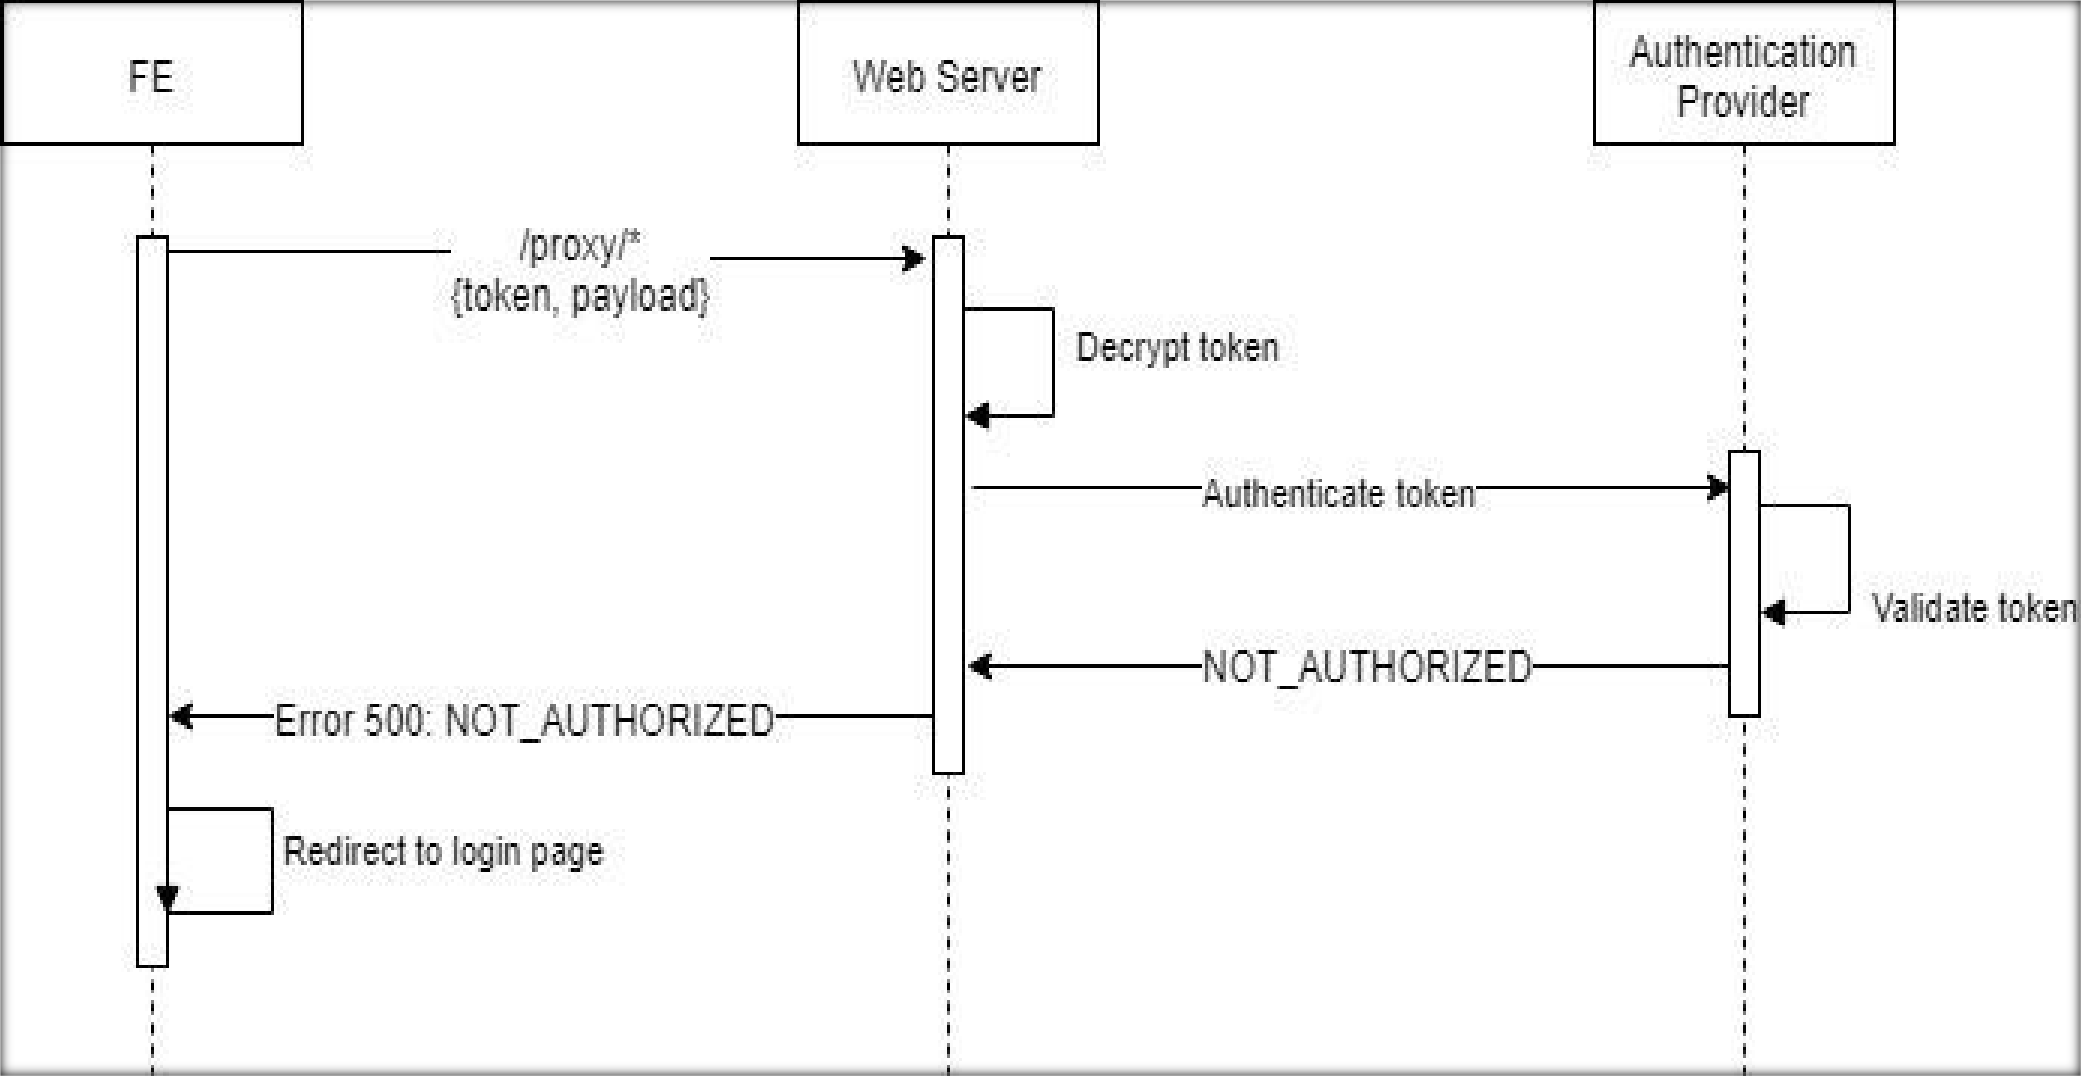 FE
Web Server
Authentication
Provider
/proxy/*
{token, payload}
Decrypt token
Authenticate token
Validate token
NOT_AUTHORIZED
Error 500: NOT_AUTHORIZED
Redirect to login page